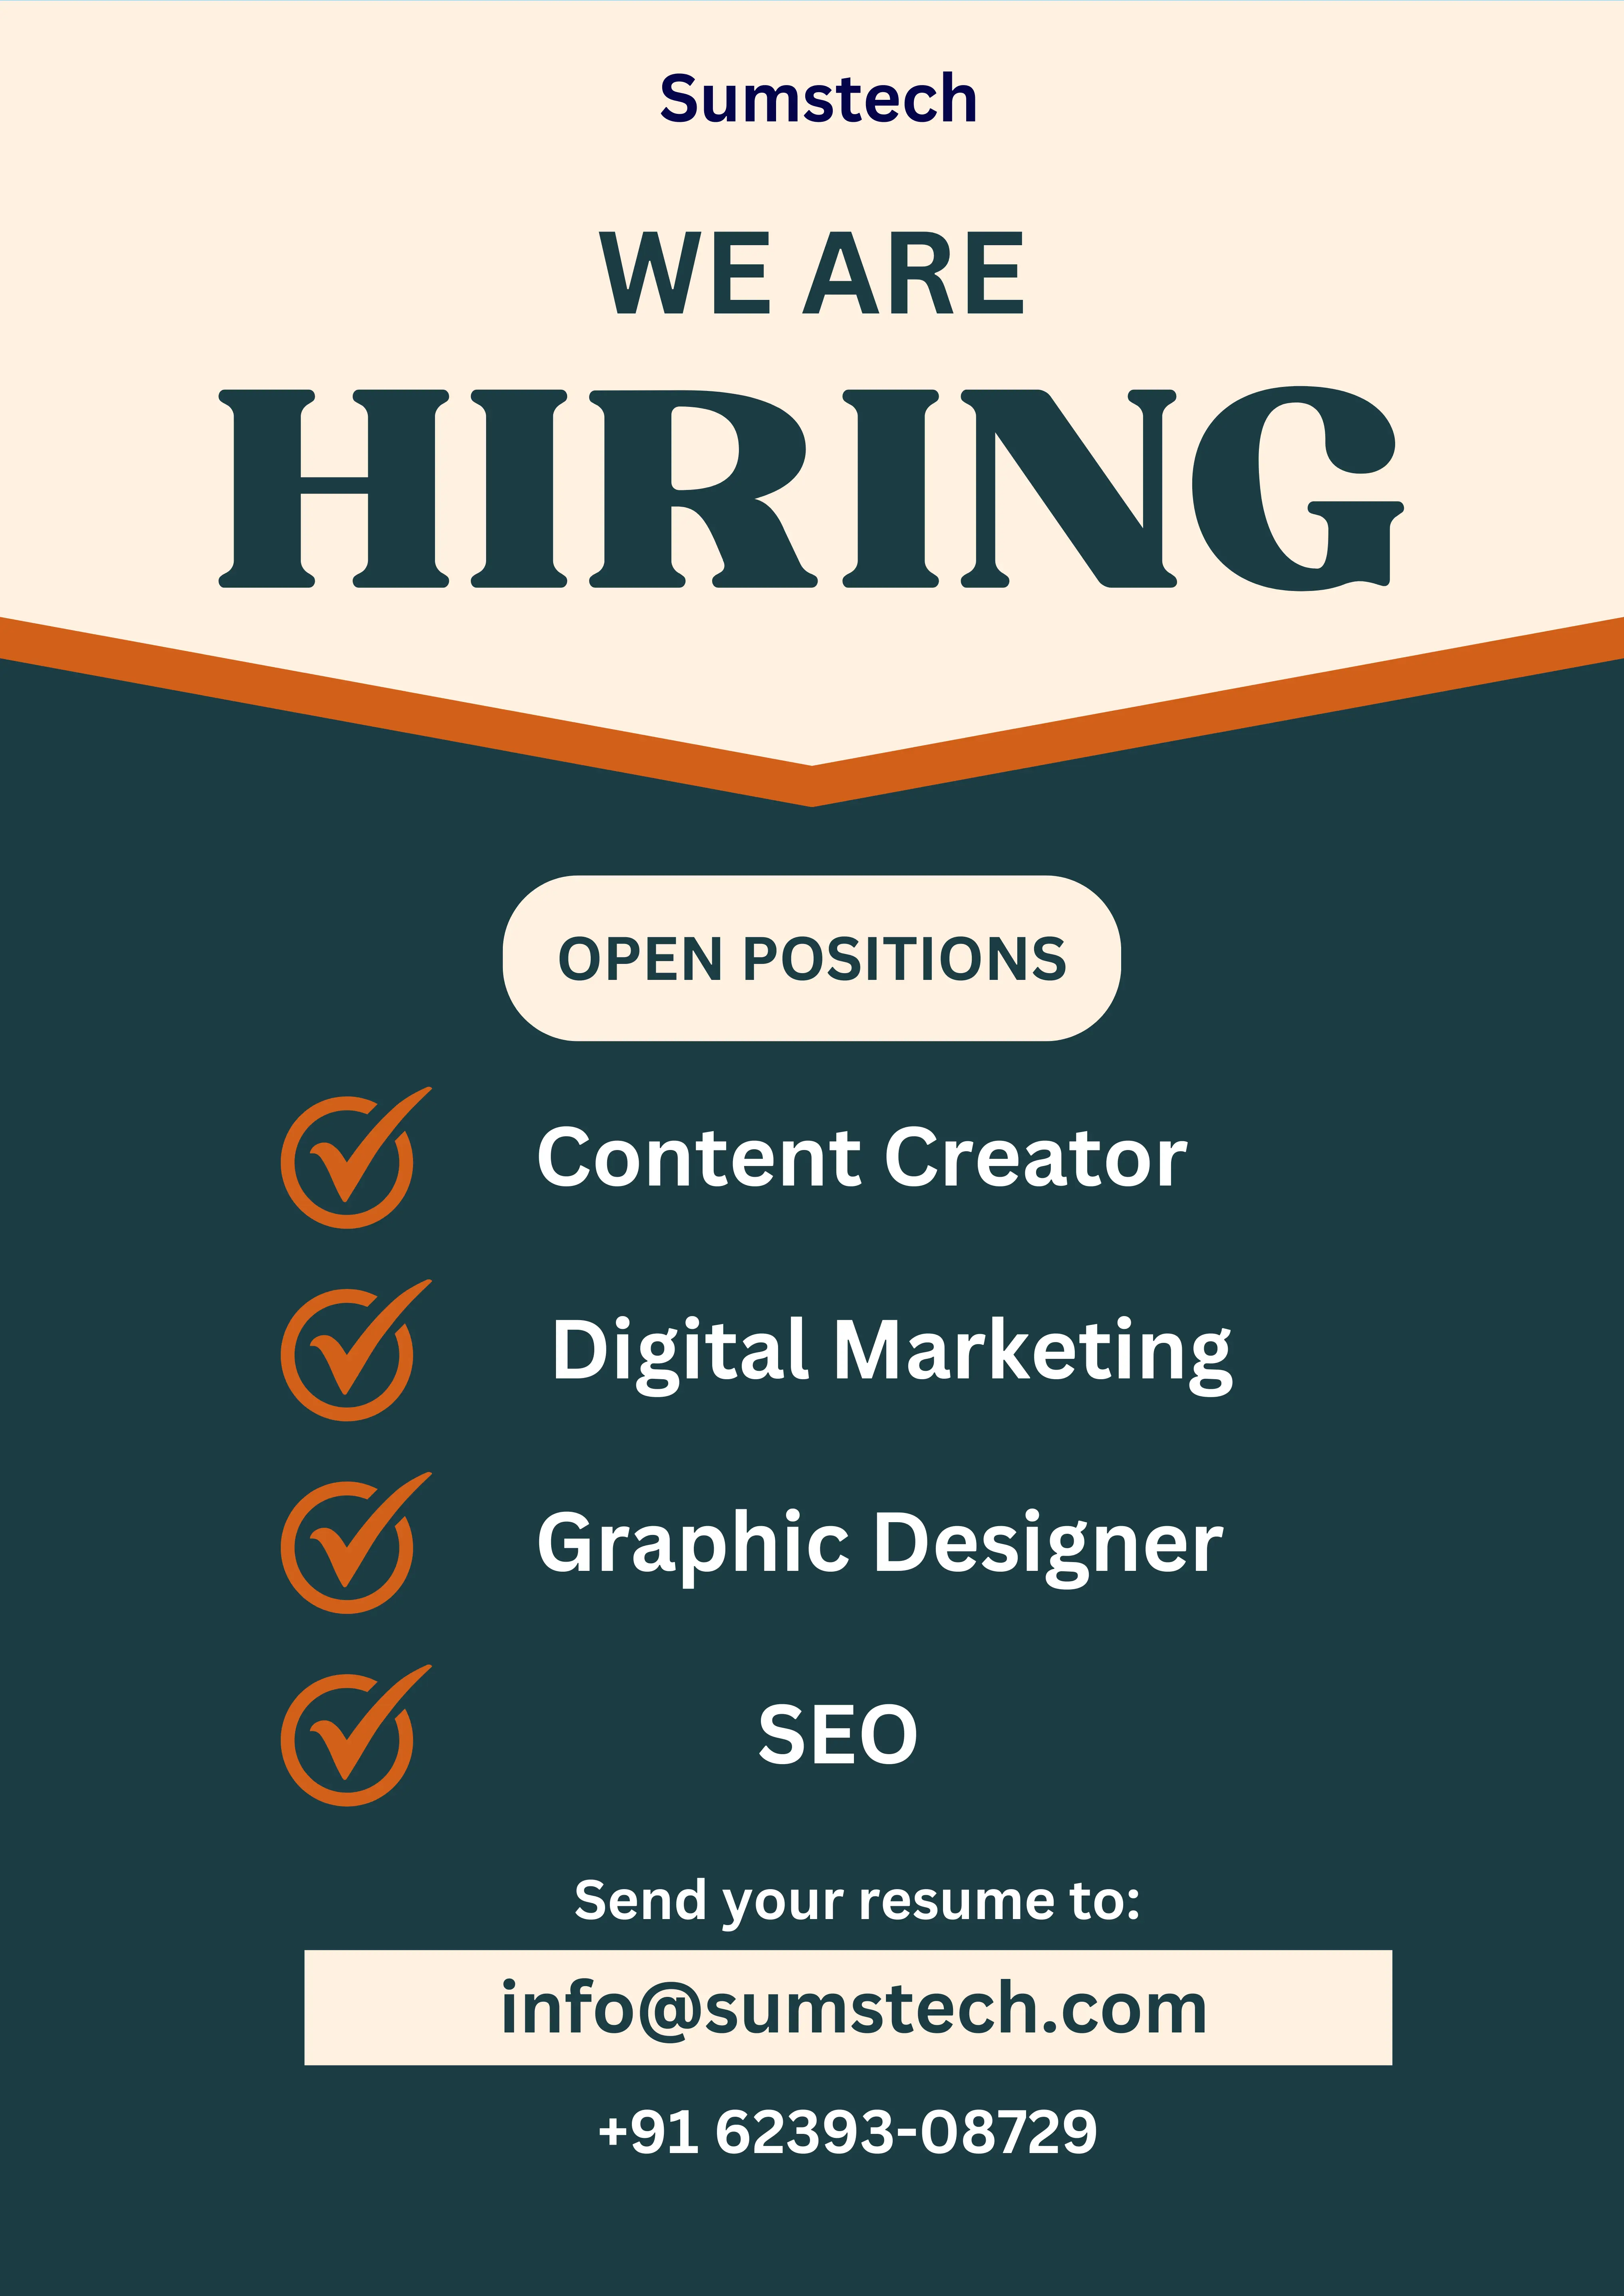 Sumstech
WE ARE
HIRING
OPEN POSITIONS
Content Creator
Digital Marketing
Graphic Designer
SEO
Send your resume to:
info@sumstech.com
+91 62393-08729